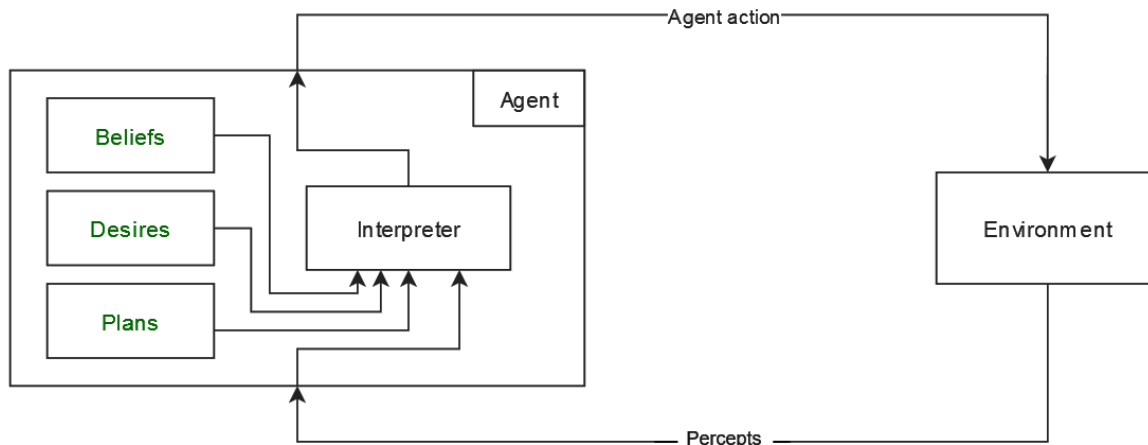 Agent action
Agent
Beliefs
Desires
Interpreter
Environment
Plans
Percepts